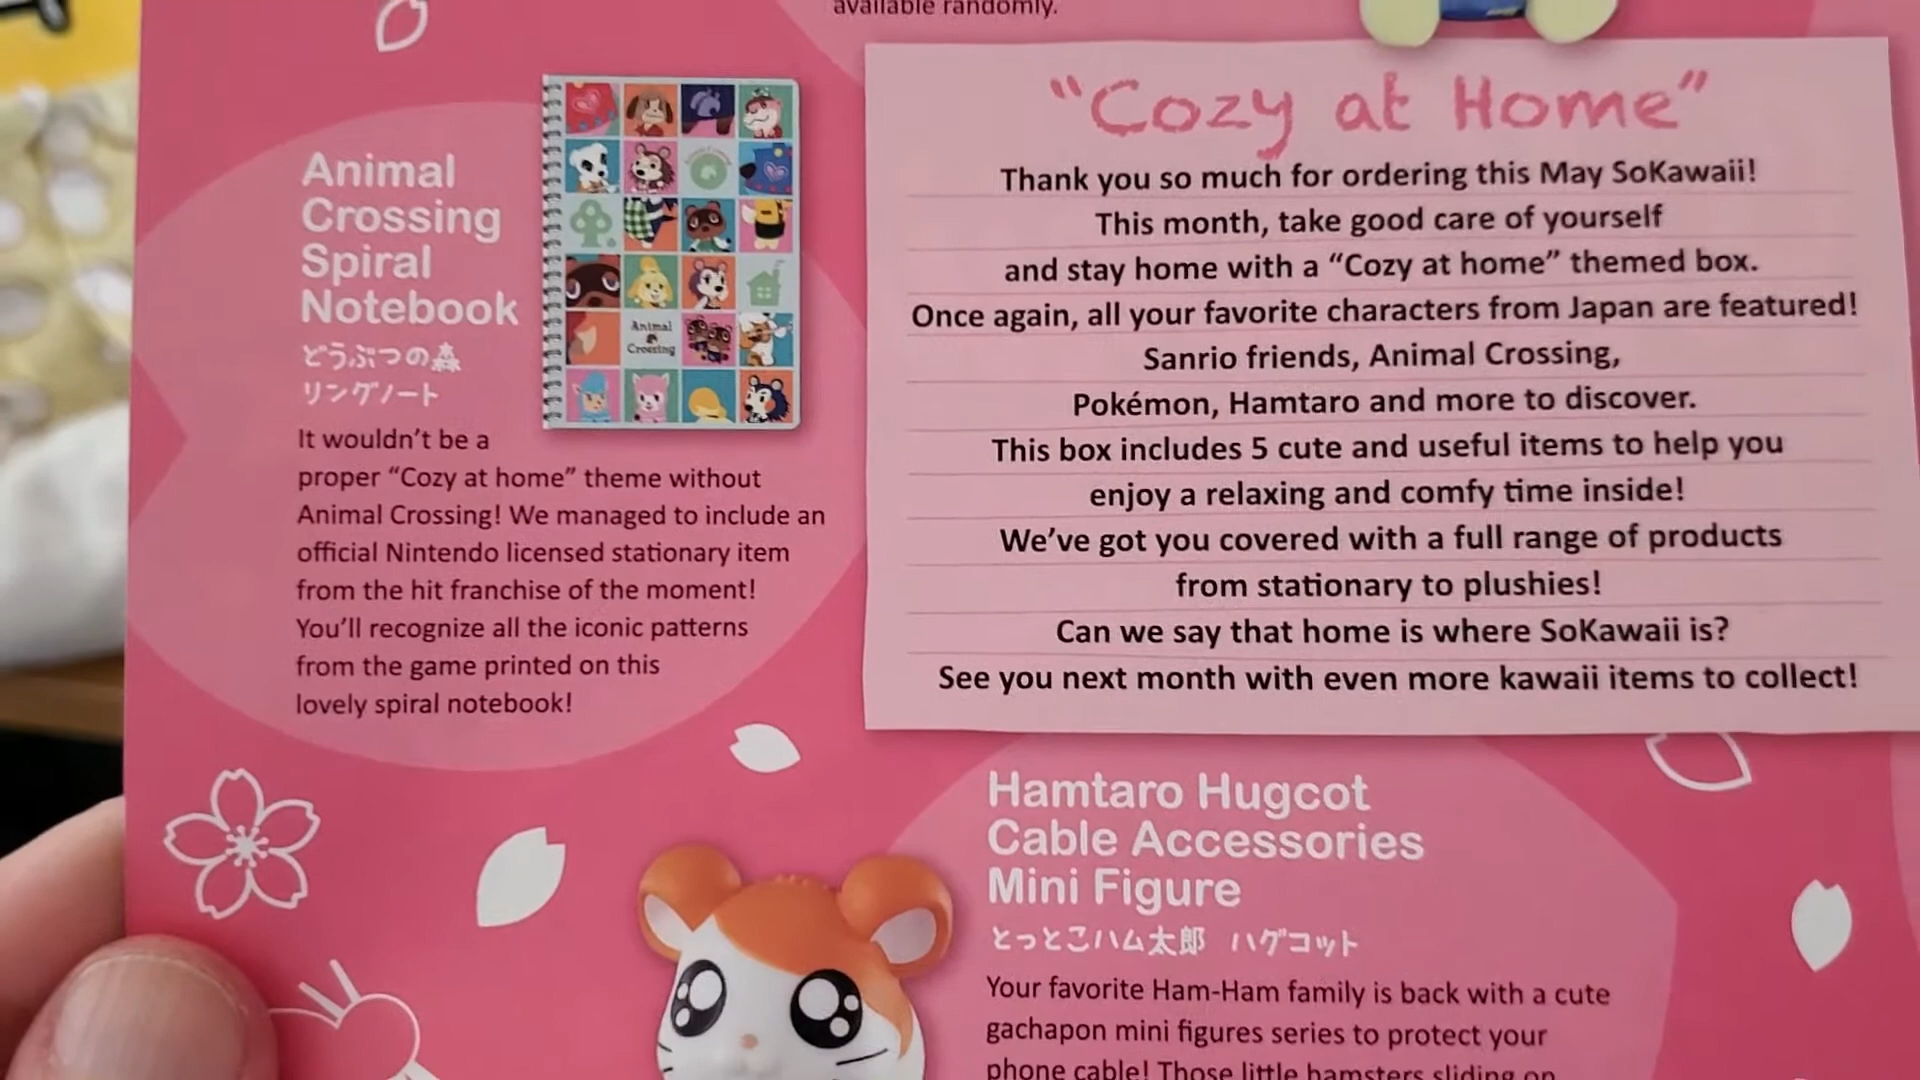 available randomly.
Animal
Crossing
Spiral
Notebook
どうぶつの森
リングノート
It wouldn't be a
proper “Cozy at home” theme without
Animal Crossing! We managed to include an
official Nintendo licensed stationary item
from the hit franchise of the moment!
You'll recognize all the iconic patterns
from the game printed on this
lovely spiral notebook!
Animal
Crossing
“Cozy at Home”
Thank you so much for ordering this May SoKawaii!
This month, take good care of yourself
and stay home with a “Cozy at home” themed box.
Once again, all your favorite characters from Japan are featured!
Sanrio friends, Animal Crossing,
Pokémon, Hamtaro and more to discover.
This box includes 5 cute and useful items to help you
enjoy a relaxing and comfy time inside!
We've got you covered with a full range of products
from stationary to plushies!
Can we say that home is where SoKawaii is?
See you next month with even more kawaii items to collect!
Hamtaro Hugcot
Cable Accessories
Mini Figure
とっとこハム太郎 ハグコット
Your favorite Ham-Ham family is back with a cute
gachapon mini figures series to protect your
phone cable! Those little hamsters sliding on